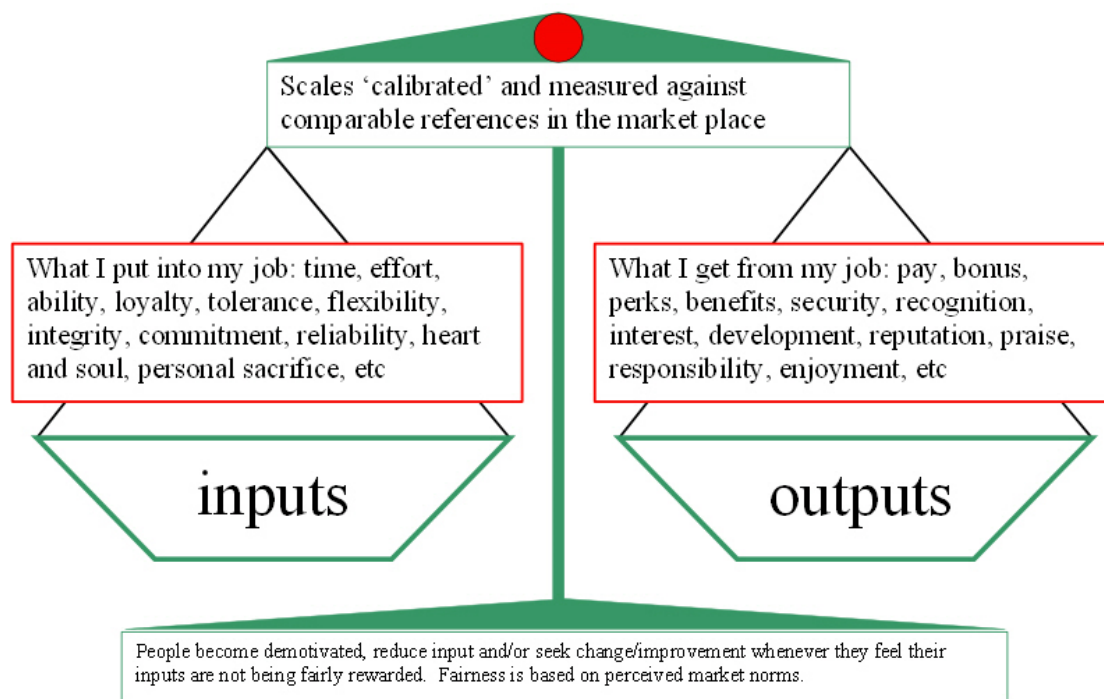 Scales ‘calibrated’ and measured against
comparable references in the market place
What I put into my job: time, effort,
ability, loyalty, tolerance, flexibility,
integrity, commitment, reliability, heart
and soul, personal sacrifice, etc
What I get from my job: pay, bonus,
perks, benefits, security, recognition,
interest, development, reputation, praise,
responsibility, enjoyment, etc
inputs
outputs
People become demotivated, reduce input and/or seek change/improvement whenever they feel their
inputs are not being fairly rewarded.  Fairness is based on perceived market norms.